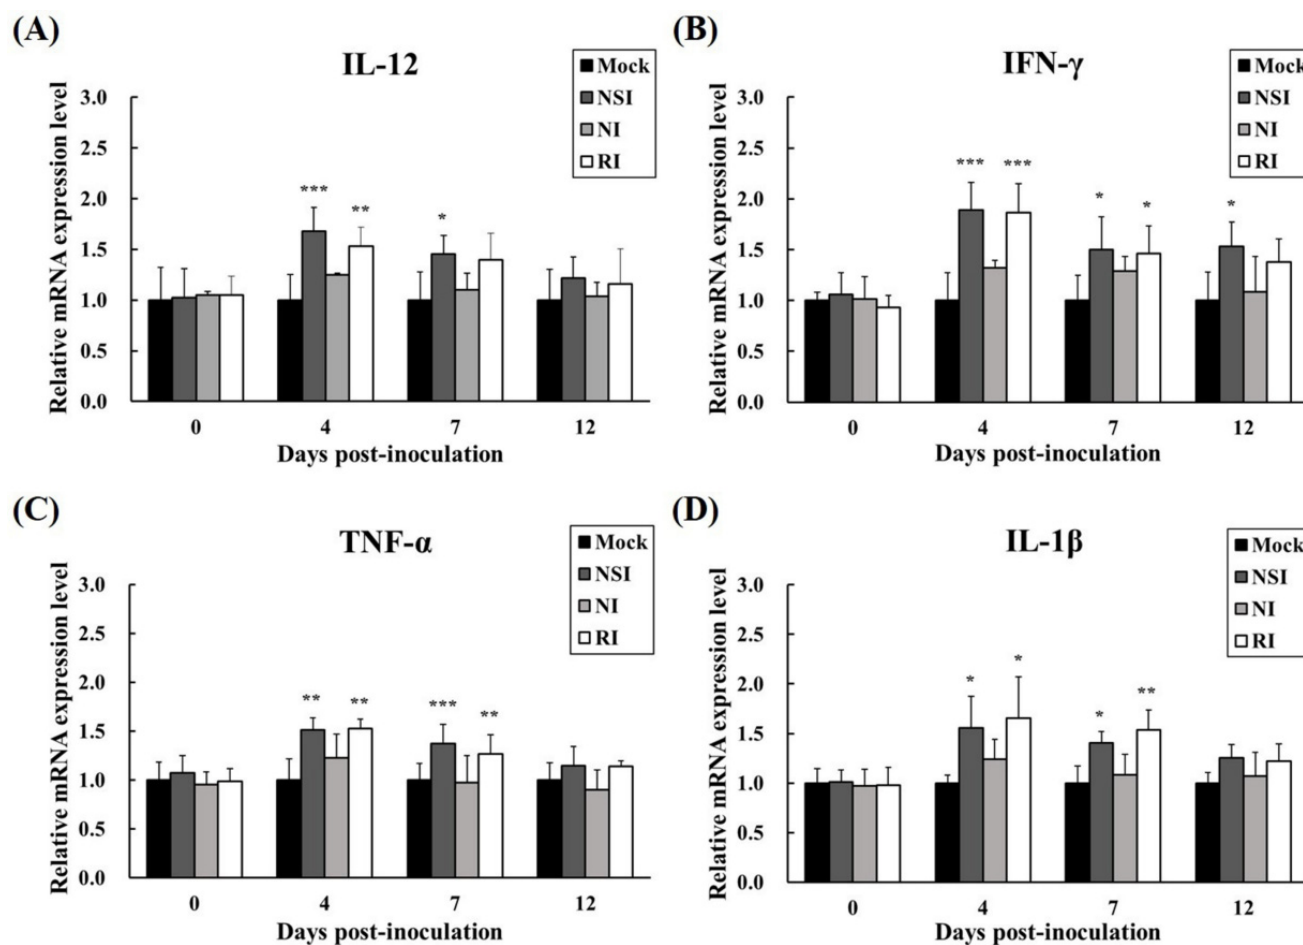 (A)
IL-12
Mock
NSI
NI
RI
Relative mRNA expression level
3.0
2.5
2.0
1.5
1.0
0.5
0.0
***
**
*
0 4 7 12
Days post-inoculation
(B)
IFN-γ
Mock
NSI
NI
RI
Relative mRNA expression level
3.0
2.5
2.0
1.5
1.0
0.5
0.0
*** ***
* * *
0 4 7 12
Days post-inoculation
(C)
TNF-α
Mock
NSI
NI
RI
Relative mRNA expression level
3.0
2.5
2.0
1.5
1.0
0.5
0.0
** ** *** **
0 4 7 12
Days post-inoculation
(D)
IL-1β
Mock
NSI
NI
RI
Relative mRNA expression level
3.0
2.5
2.0
1.5
1.0
0.5
0.0
* * * **
0 4 7 12
Days post-inoculation